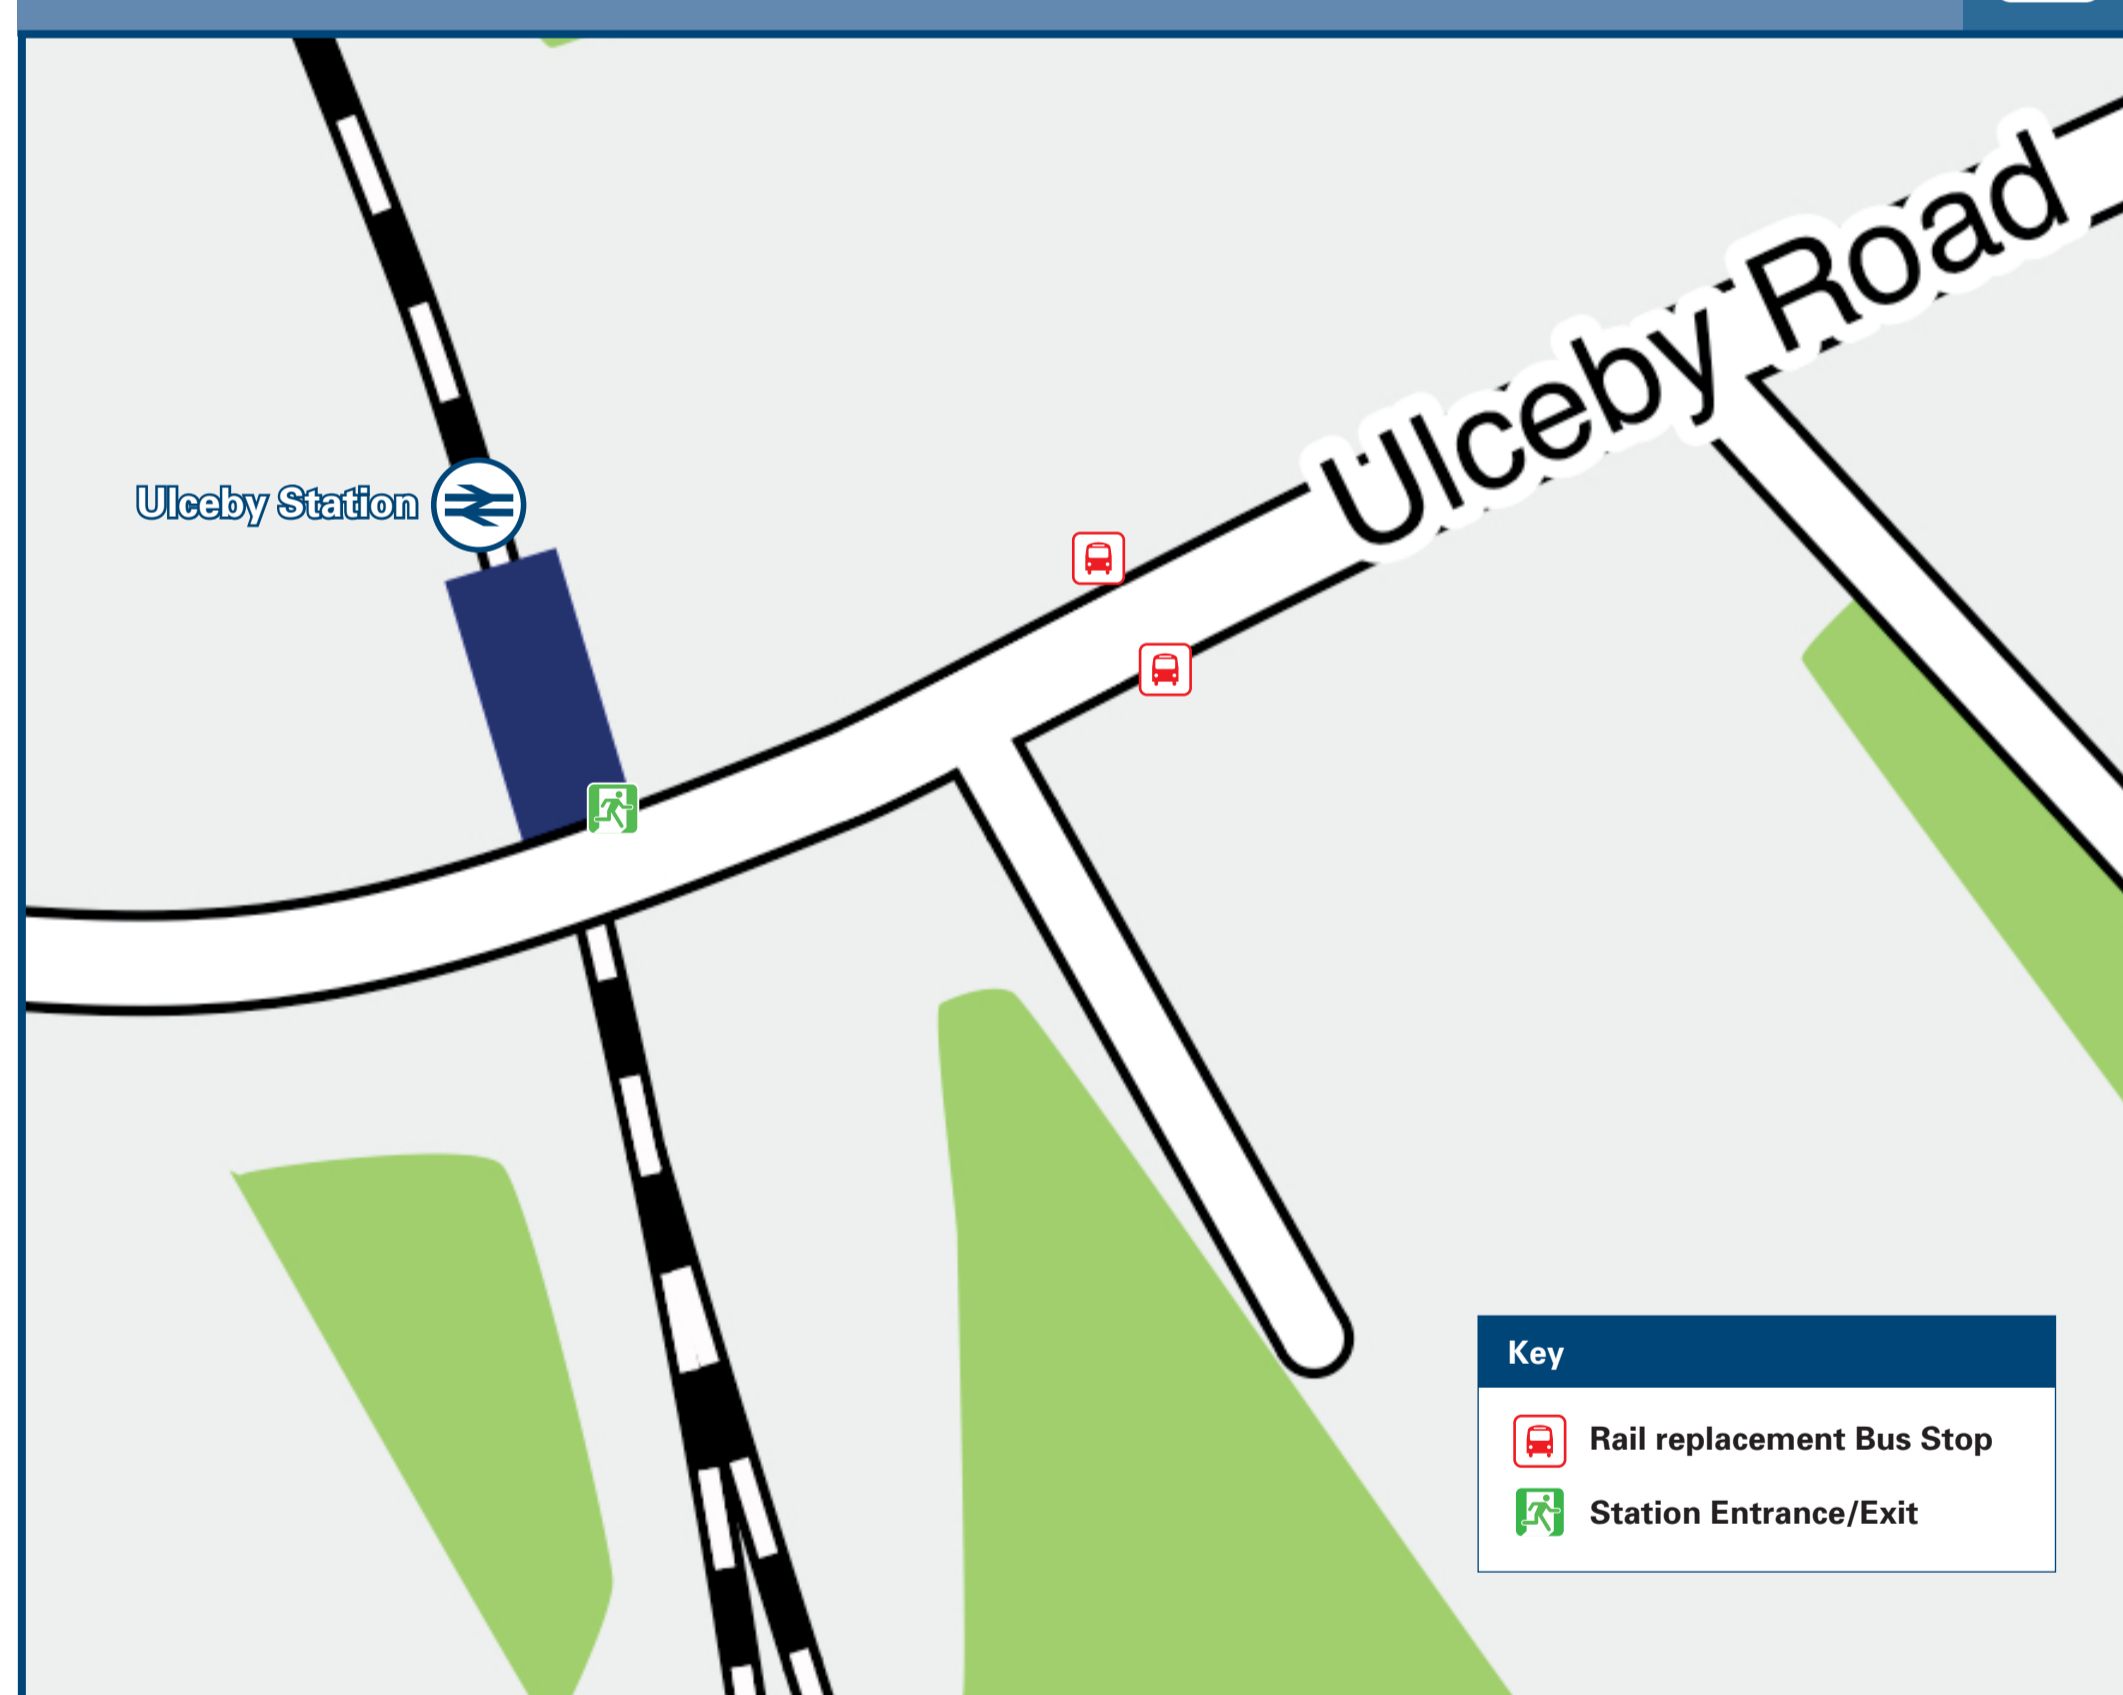 Ulceby Road
Ulceby Station
Key
Rail replacement Bus Stop
Station Entrance/Exit